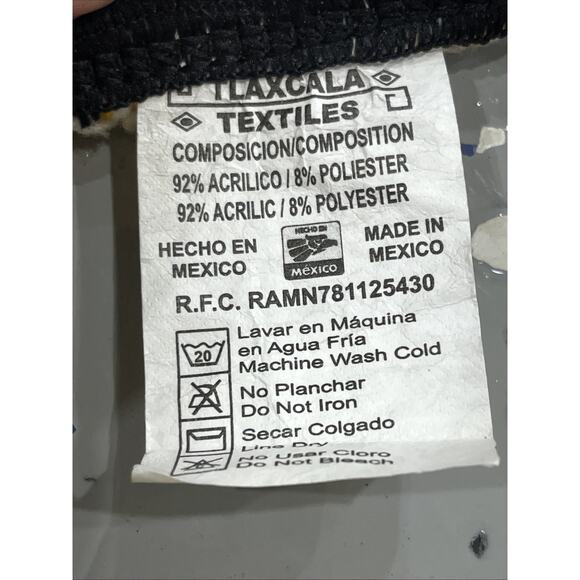 TLAXCALA
TEXTILES
COMPOSICION/COMPOSITION
92% ACRILICO / 8% POLIESTER
92% ACRILIC / 8% POLYESTER
HECHO EN
MEXICO
HECHO EN
MÉXICO
MADE IN
MEXICO
R.F.C. RAMN781125430
20
Lavar en Máquina
en Agua Fría
Machine Wash Cold
No Planchar
Do Not Iron
Secar Colgado
Line Dry
No Usar Cloro
Do Not Bleach